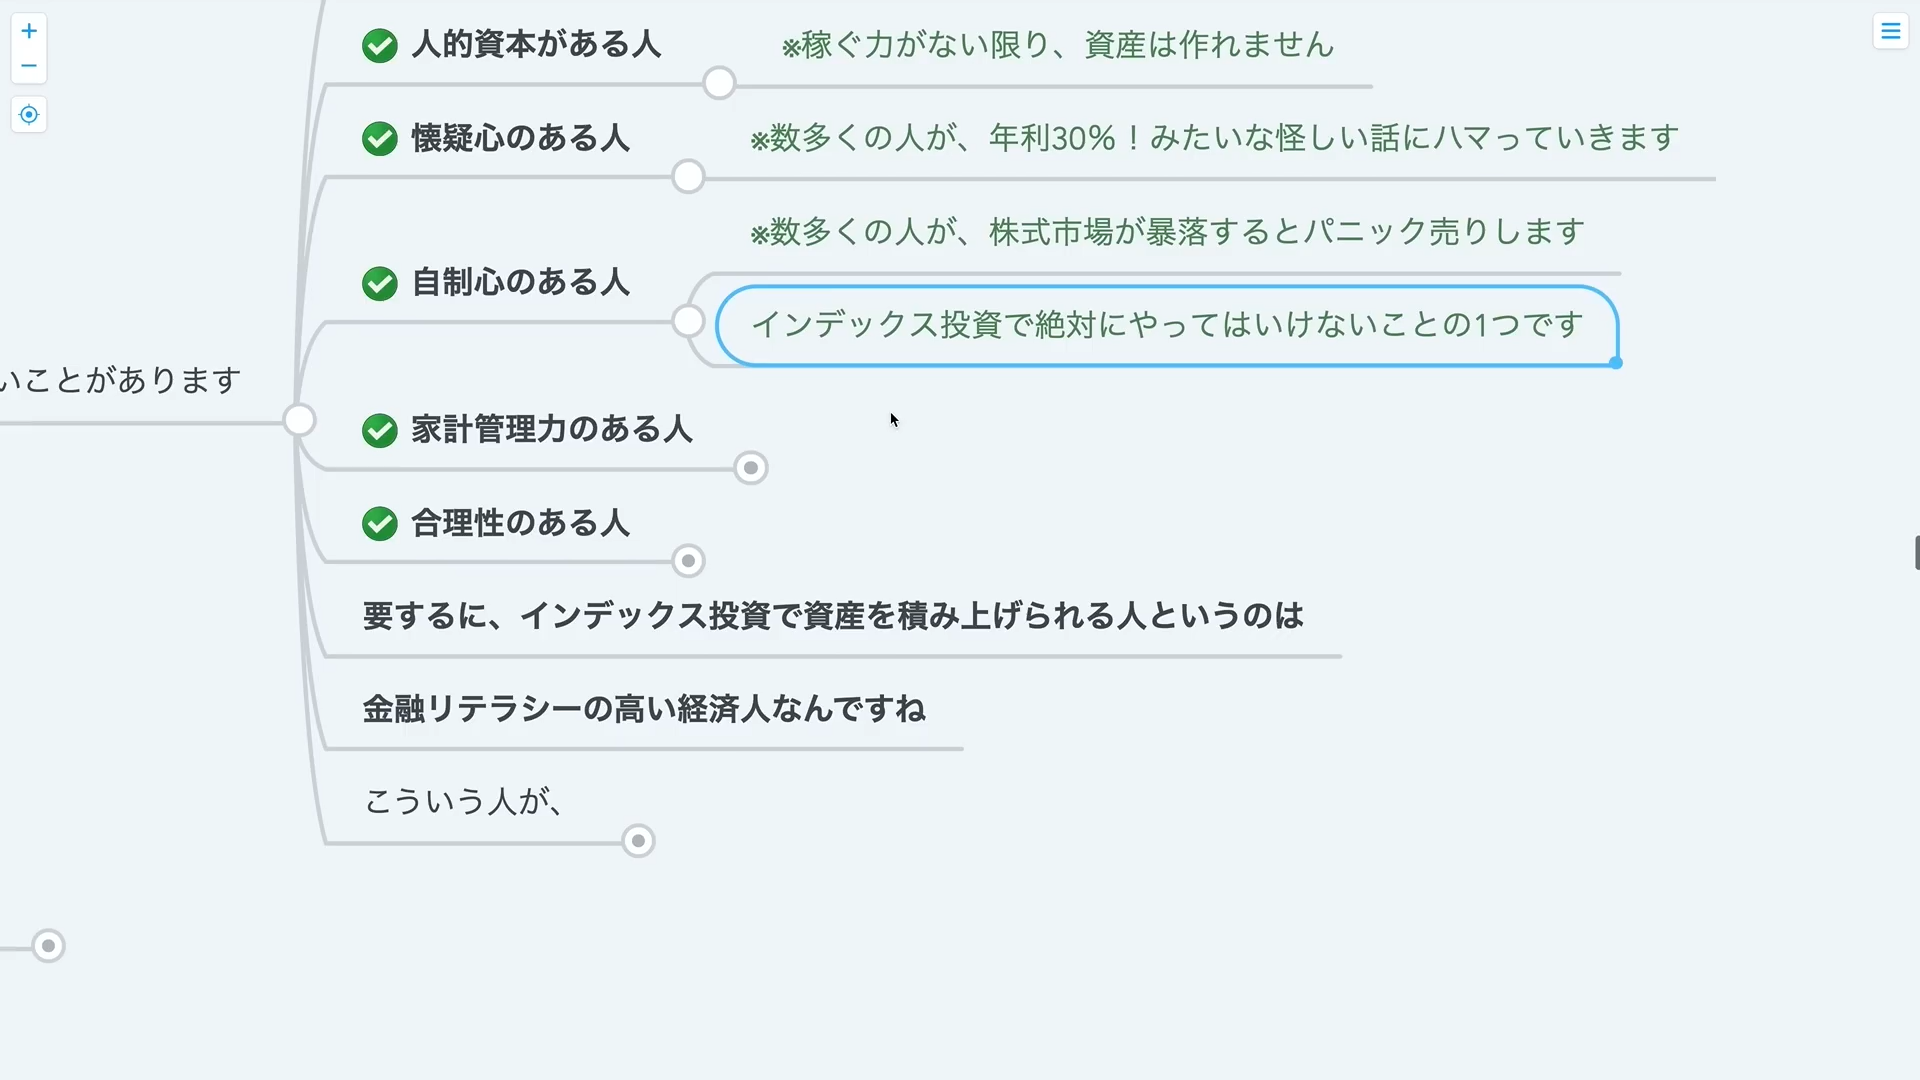 人的資本がある人
※稼ぐ力がない限り、資産は作れません
懐疑心のある人
※数多くの人が、年利30%！みたいな怪しい話にハマっていきます
※数多くの人が、株式市場が暴落するとパニック売りします
自制心のある人
インデックス投資で絶対にやってはいけないことの1つです
いことがあります
家計管理力のある人
合理性のある人
要するに、インデックス投資で資産を積み上げられる人というのは
金融リテラシーの高い経済人なんですね
こういう人が、